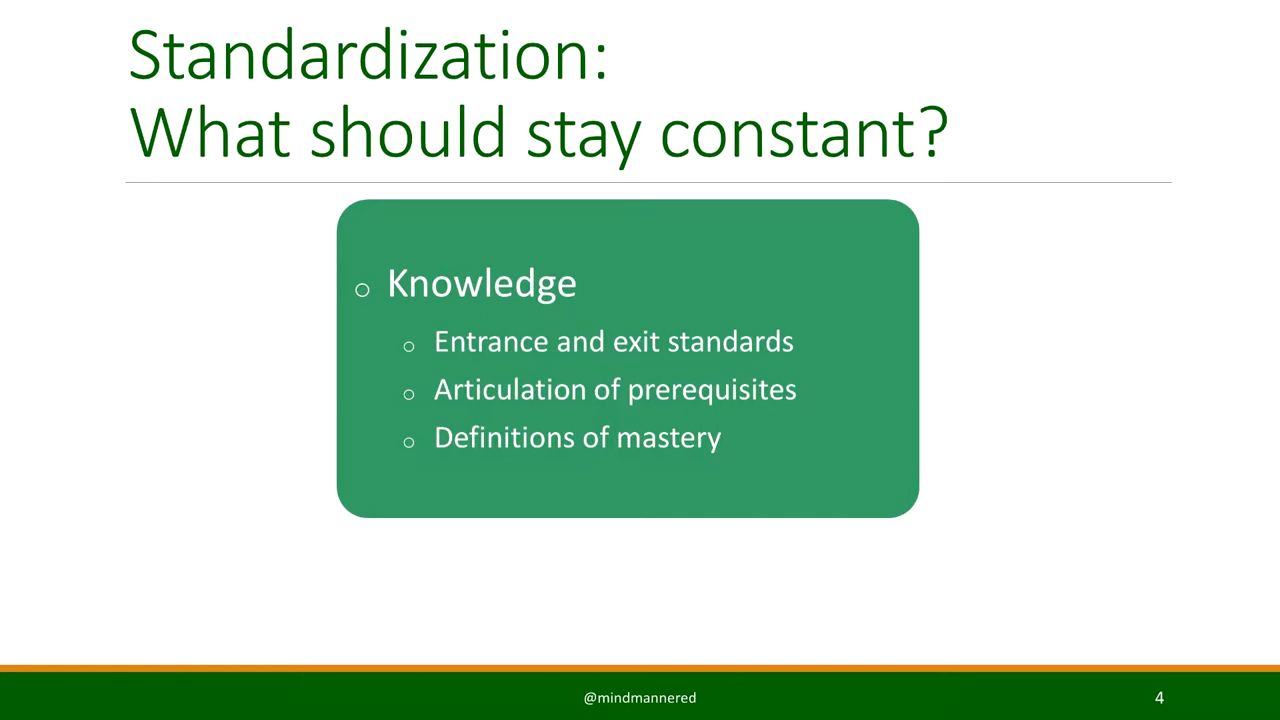 Standardization:
What should stay constant?
Knowledge
Entrance and exit standards
Articulation of prerequisites
Definitions of mastery
@mindmannered
4